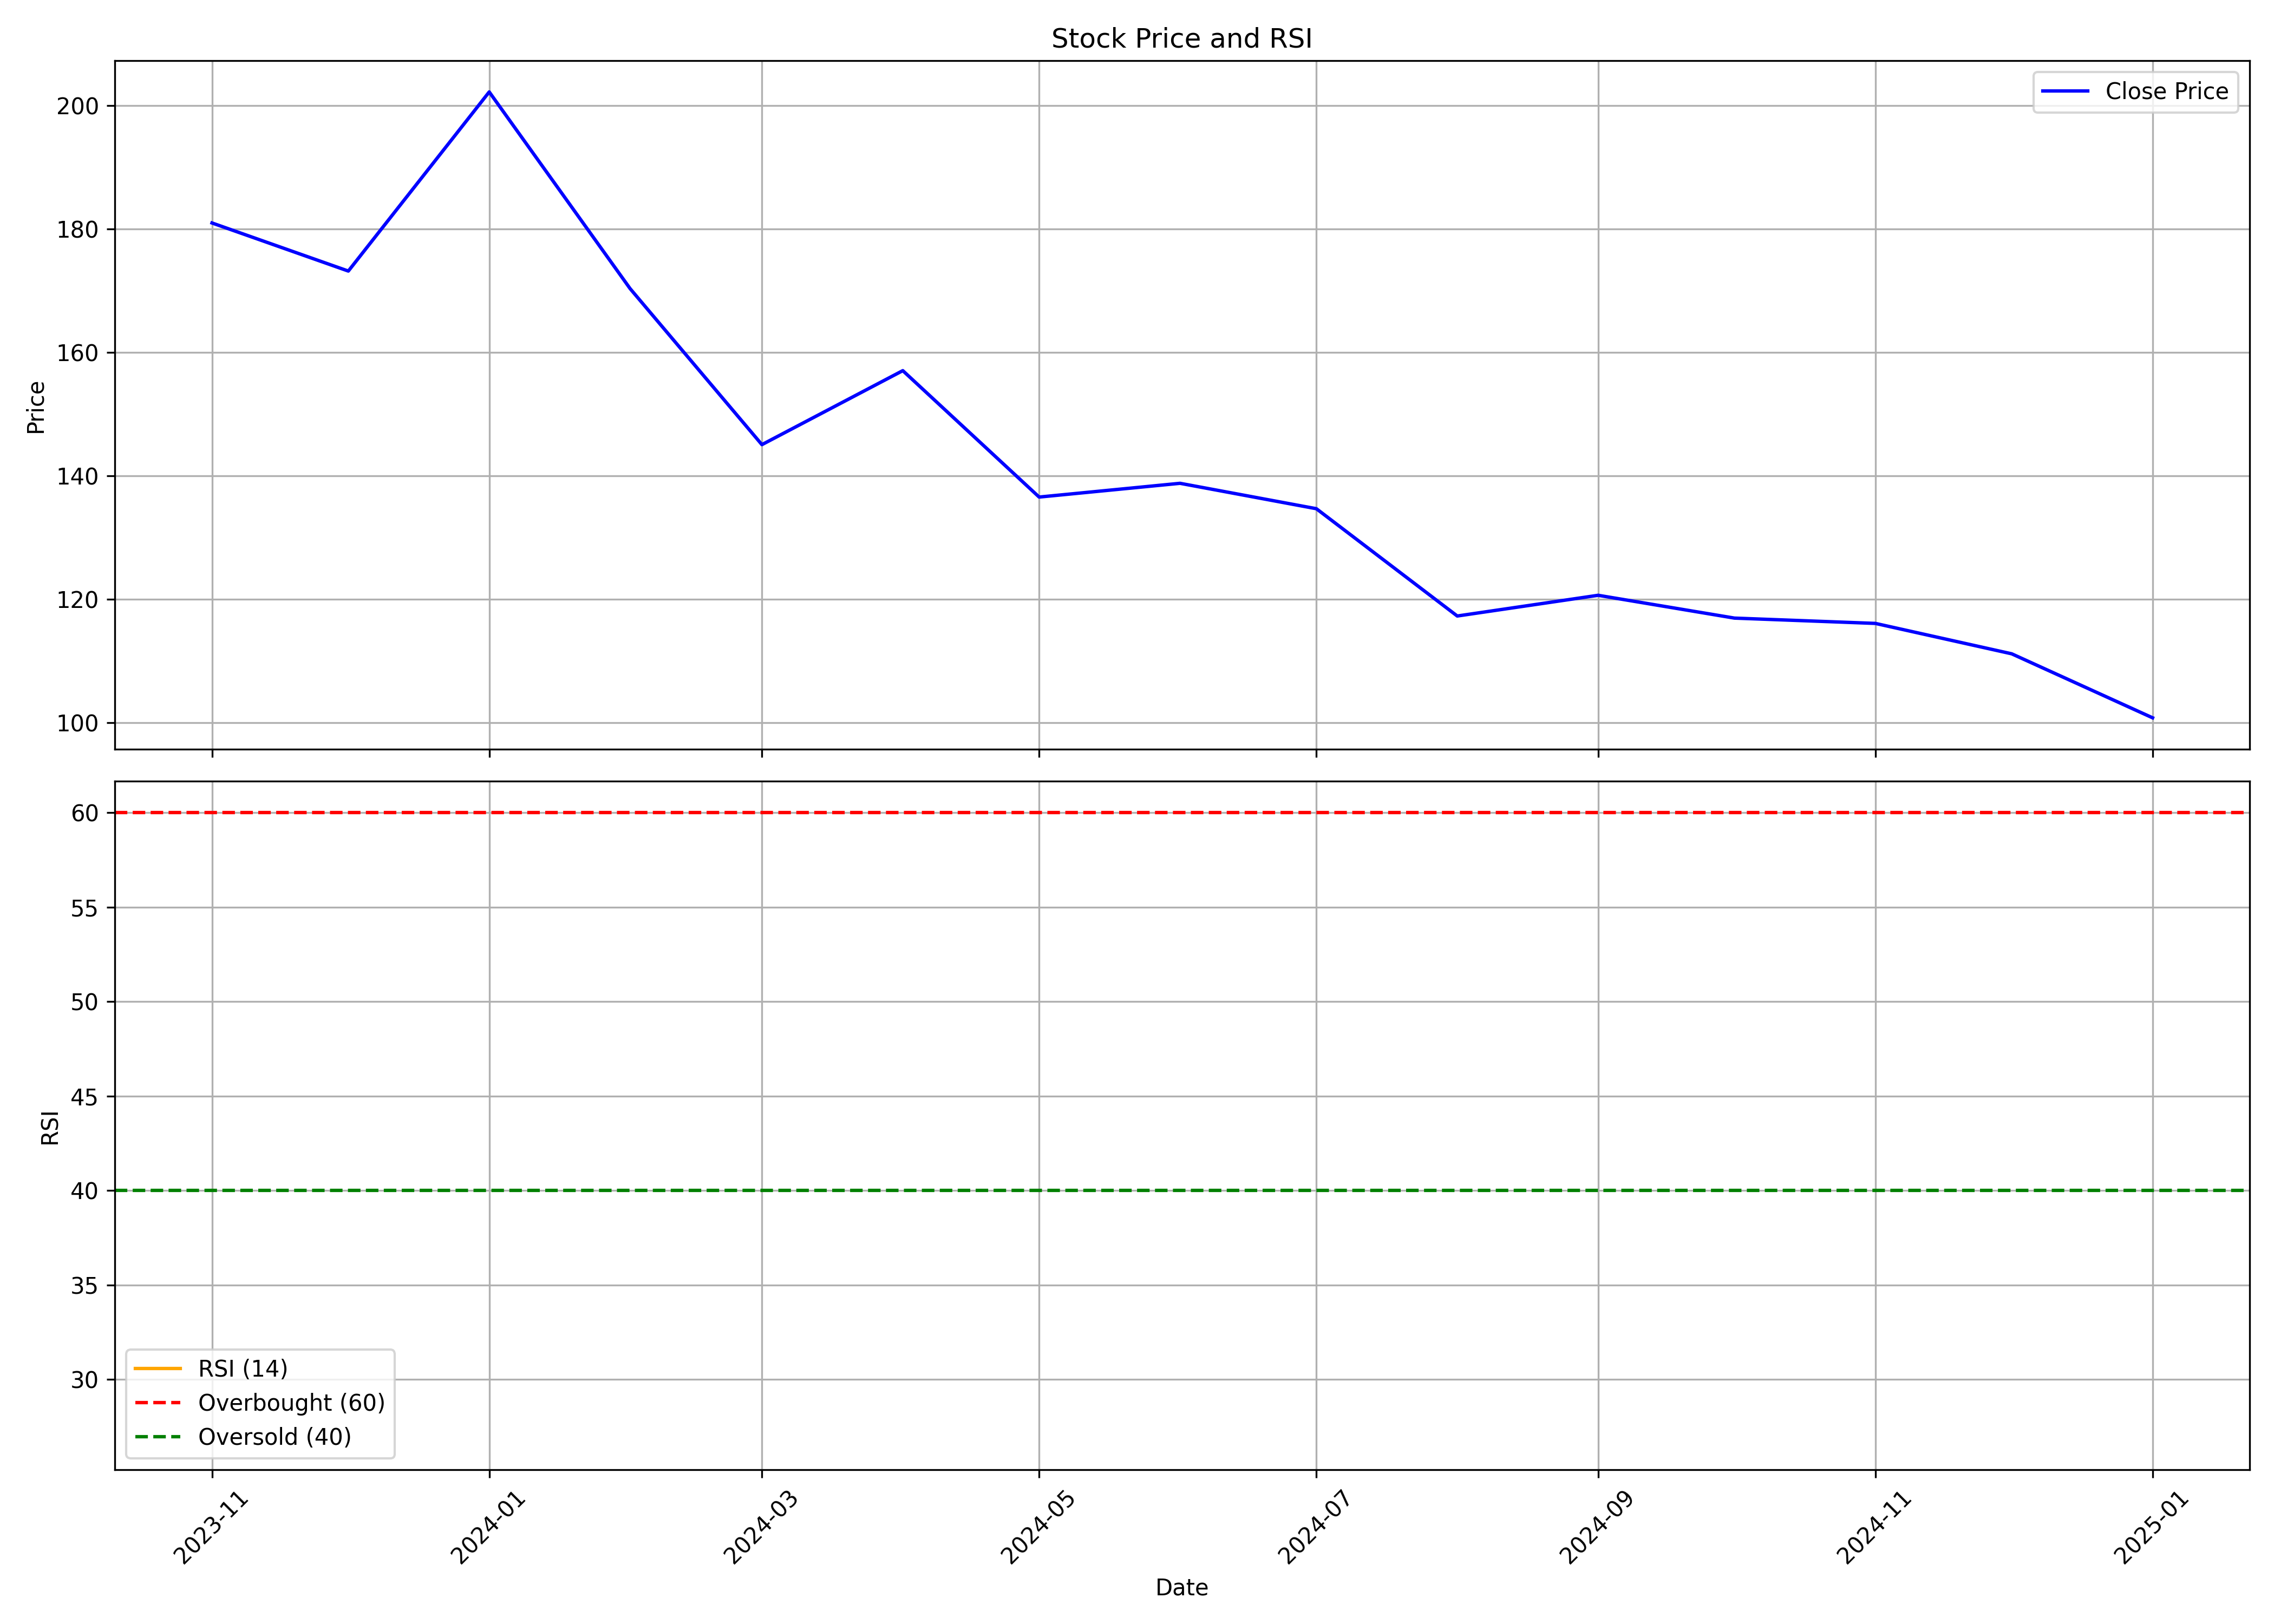 Stock Price and RSI
Close Price
Price
200
180
160
140
120
100
RSI
60
55
50
45
40
35
30
RSI (14)
Overbought (60)
Oversold (40)
2023-11
2024-01
2024-03
2024-05
2024-07
2024-09
2024-11
2025-01
Date